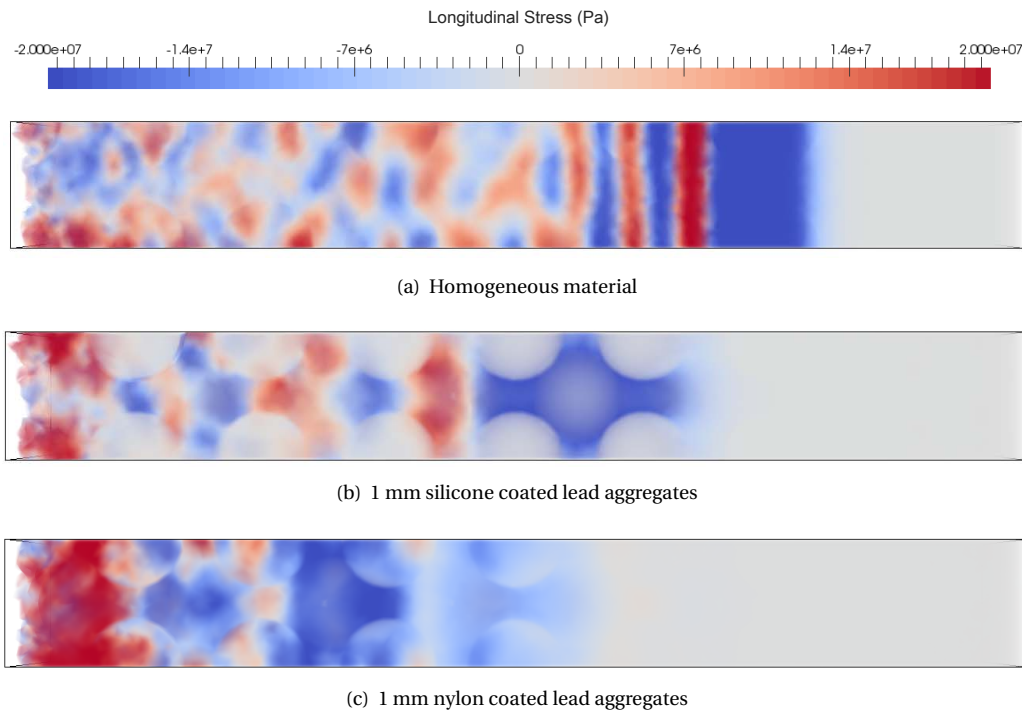 Longitudinal Stress (Pa)
-2.000e+07 -1.4e+7 -7e+6 0 7e+6 1.4e+7 2.000e+07
(a) Homogeneous material
(b) 1 mm silicone coated lead aggregates
(c) 1 mm nylon coated lead aggregates